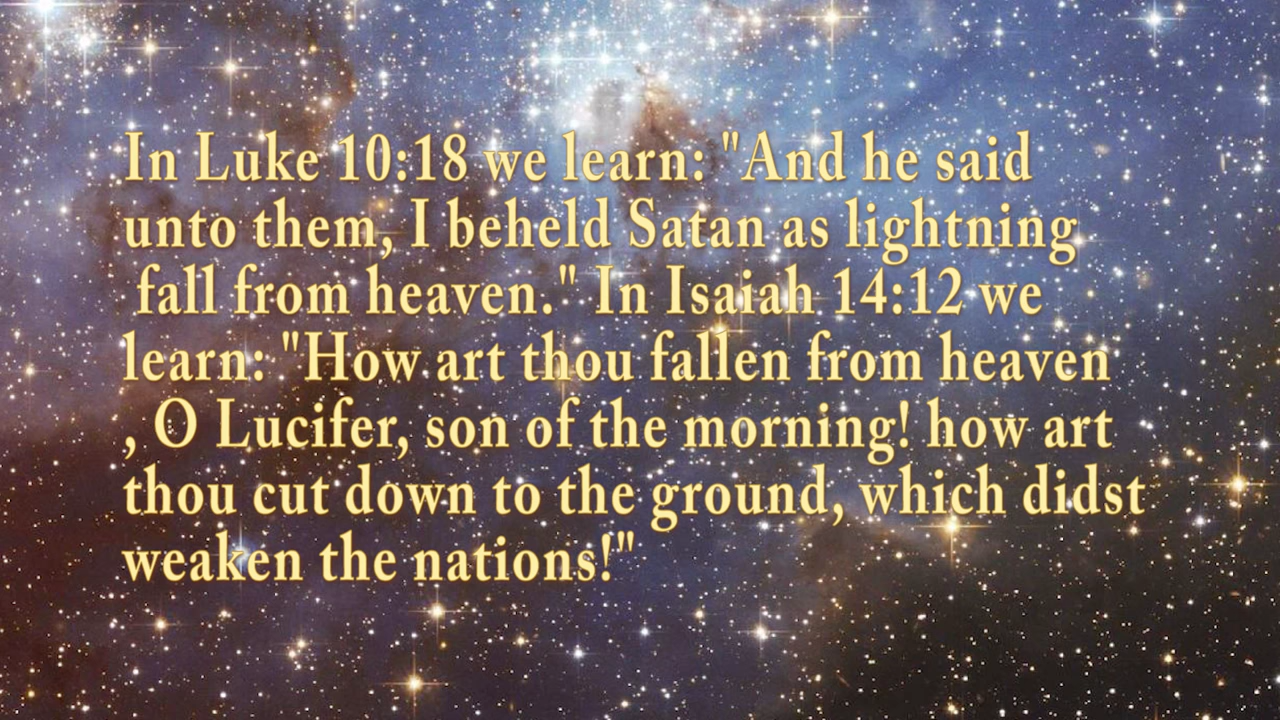 In Luke 10:18 we learn: "And he said
unto them, I beheld Satan as lightning
fall from heaven." In Isaiah 14:12 we
learn: "How art thou fallen from heaven
, O Lucifer, son of the morning! how art
thou cut down to the ground, which didst
weaken the nations!"